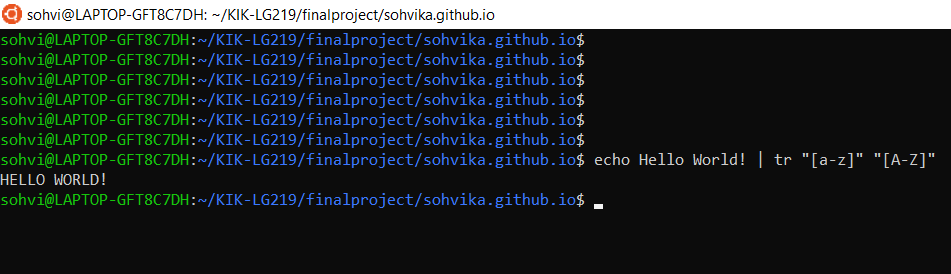 sohvi@LAPTOP-GFT8C7DH: ~/KIK-LG219/finalproject/sohvika.github.io
sohvi@LAPTOP-GFT8C7DH:~/KIK-LG219/finalproject/sohvika.github.io$
sohvi@LAPTOP-GFT8C7DH:~/KIK-LG219/finalproject/sohvika.github.io$
sohvi@LAPTOP-GFT8C7DH:~/KIK-LG219/finalproject/sohvika.github.io$
sohvi@LAPTOP-GFT8C7DH:~/KIK-LG219/finalproject/sohvika.github.io$
sohvi@LAPTOP-GFT8C7DH:~/KIK-LG219/finalproject/sohvika.github.io$
sohvi@LAPTOP-GFT8C7DH:~/KIK-LG219/finalproject/sohvika.github.io$
sohvi@LAPTOP-GFT8C7DH:~/KIK-LG219/finalproject/sohvika.github.io$ echo Hello World! | tr "[a-z]" "[A-Z]"
HELLO WORLD!
sohvi@LAPTOP-GFT8C7DH:~/KIK-LG219/finalproject/sohvika.github.io$